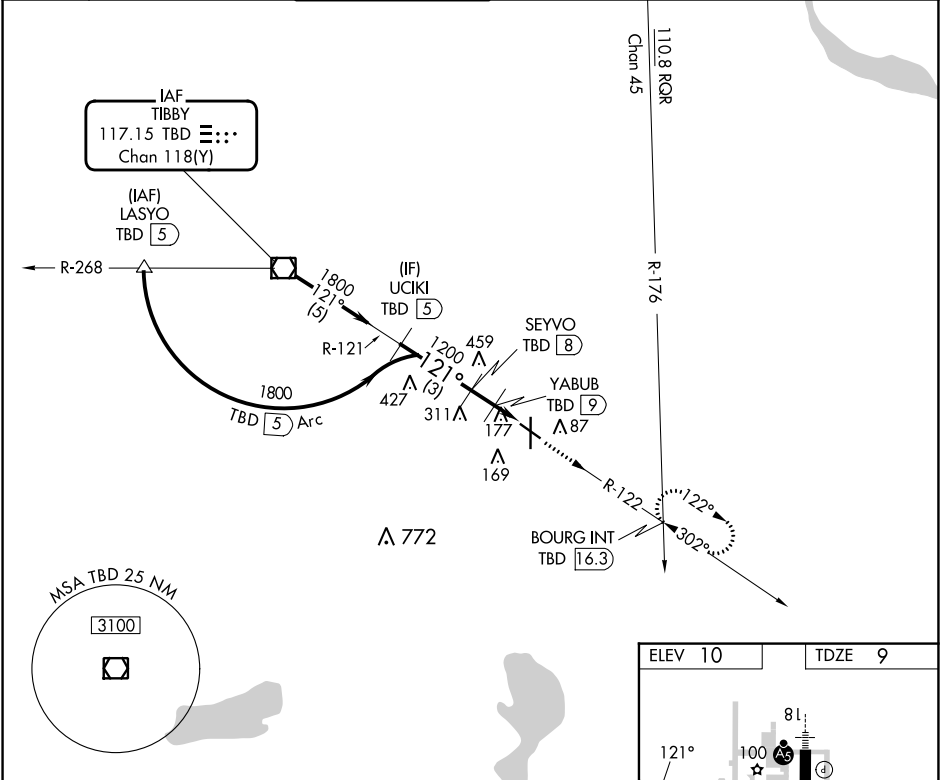 110.8 RQR
Chan 45
IAF
TIBBY
117.15 TBD
Chan 118(Y)
(IAF)
LASYO
TBD 5
R-268
1800
121°
(5)
(IF)
UCIKI
TBD 5
R-121
R-176
1200
121°
(3)
459
SEYVO
TBD 8
427
311
YABUB
TBD 9
177
87
169
1800
TBD 5 Arc
R-122
122°
302°
BOURG INT
TBD 16.3
772
MSA TBD 25 NM
3100
ELEV 10
TDZE 9
18
121°
100
A5
P